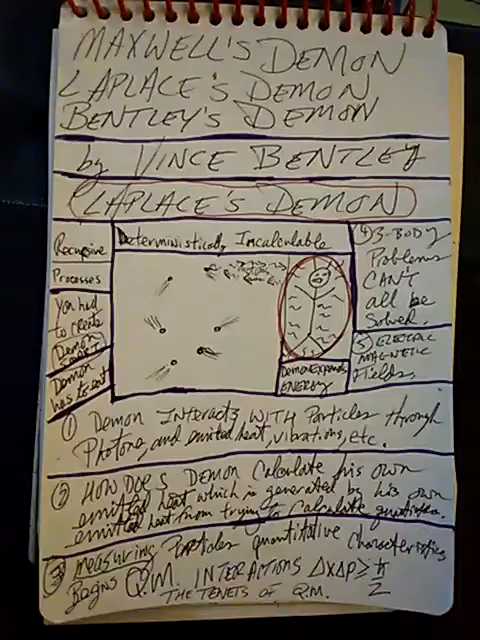 MAXWELL'S DEMON
LAPLACE'S DEMON
BENTLEY'S DEMON
by VINCE BENTLEY
(LAPLACE'S DEMON)
Recursive
Processes
You had
to create
Demon
Demon
was to eat
Deterministically Incalculable
DEMON EXPENDS
ENERGY
④ 3-BODY
Problems
CAN'T
all be
Solved.
⑤ ELECTRIC
MAGNETIC
Fields,
① Demon Interacts with Particles through
Photons, and emitted heat, vibrations, etc.
② HOW DOES DEMON Calculate his own
emitted heat which is generated by his own
emitted heat from trying to Calculate
③ measuring Particles quantitative characteristics
Begins Q.M. INTERACTIONS ΔxΔp≥ ħ/2
THE TENETS OF Q.M.